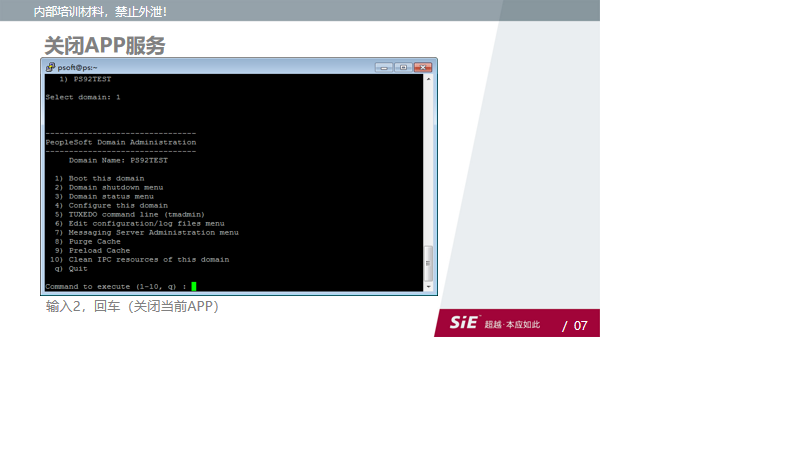 内部培训材料，禁止外泄！
关闭APP服务
psoft@ps:~
1) PS92TEST
Select domain: 1
--------------------------------
PeopleSoft Domain Administration
--------------------------------
Domain Name: PS92TEST
1) Boot this domain
2) Domain shutdown menu
3) Domain status menu
4) Configure this domain
5) TUXEDO command line (tmadmin)
6) Edit configuration/log files menu
7) Messaging Server Administration menu
8) Purge Cache
9) Preload Cache
10) Clean IPC resources of this domain
q) Quit
Command to execute (1-10, q) :
输入2，回车（关闭当前APP）
SiE 超越·本应如此 / 07